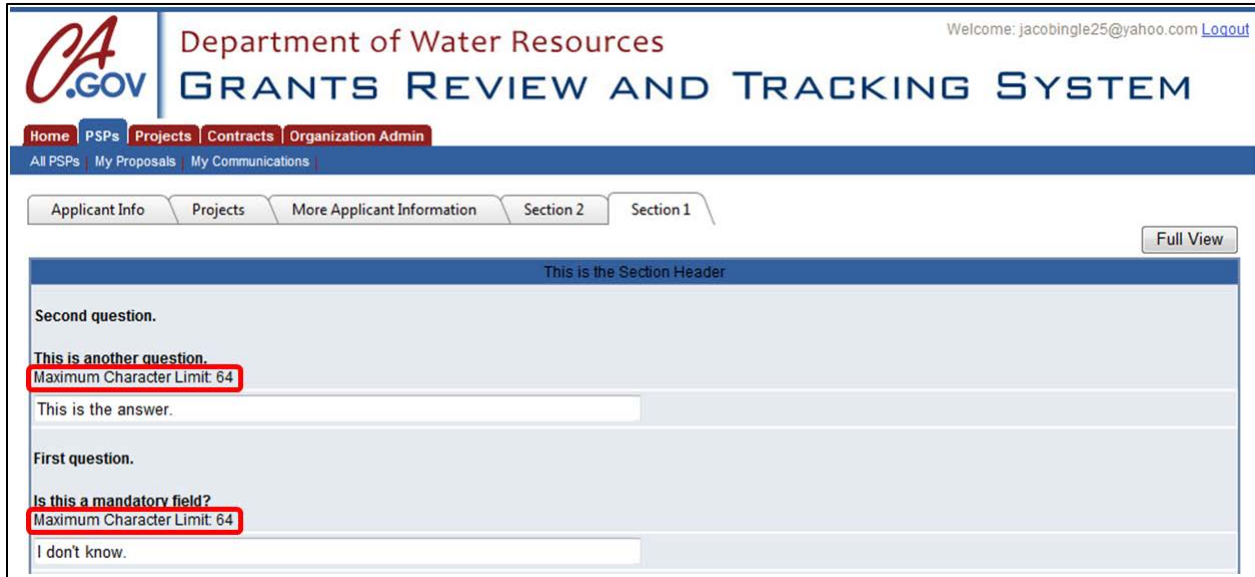 CA
.GOV
Department of Water Resources
GRANTS REVIEW AND TRACKING SYSTEM
Welcome: jacobingle25@yahoo.com Logout
Home PSPs Projects Contracts Organization Admin
All PSPs | My Proposals | My Communications |
Applicant Info Projects More Applicant Information Section 2 Section 1
Full View
This is the Section Header
Second question.
This is another question.
Maximum Character Limit: 64
This is the answer.
First question.
Is this a mandatory field?
Maximum Character Limit: 64
I don't know.